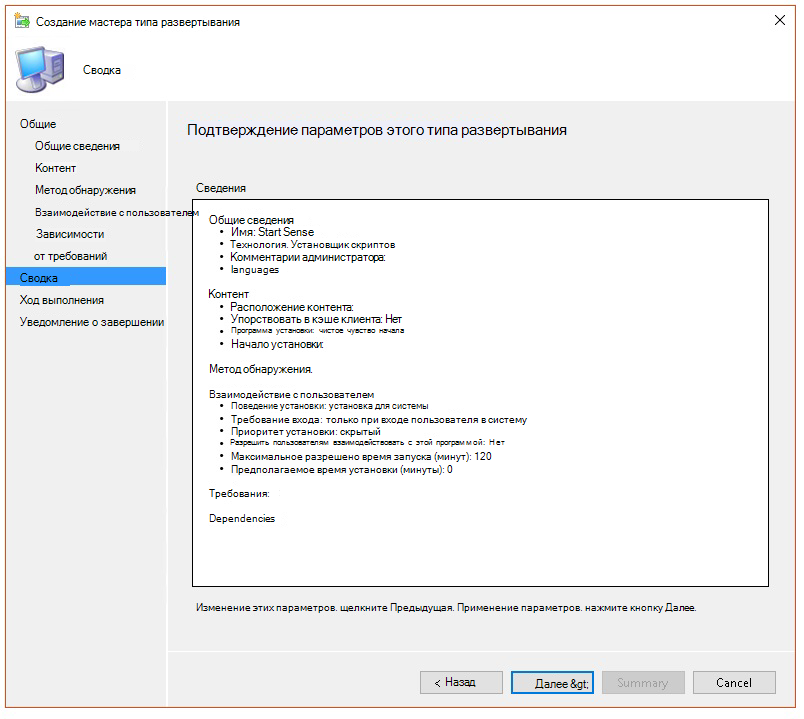 Создание мастера типа развертывания
Сводка
Общие
Общие сведения
Контент
Метод обнаружения
Взаимодействие с пользователем
Зависимости
от требований
Сводка
Ход выполнения
Уведомление о завершении
Подтверждение параметров этого типа развертывания
Сведения
Общие сведения
• Имя: Start Sense
• Технология. Установщик скриптов
• Комментарии администратора:
• languages
Контент
• Расположение контента:
• Упорствовать в кэше клиента: Нет
• Программа установки: чистое чувство начала
• Начало установки:
Метод обнаружения.
Взаимодействие с пользователем
• Поведение установки: установка для системы
• Требование входа: только при входе пользователя в систему
• Приоритет установки: скрытый
• Разрешить пользователям взаимодействовать с этой программой: Нет
• Максимальное разрешено время запуска (минут): 120
• Предполагаемое время установки (минуты): 0
Требования:
Dependencies
Изменение этих параметров. щелкните Предыдущая. Применение параметров. нажмите кнопку Далее.
< Назад
Далее &gt;
Summary
Cancel